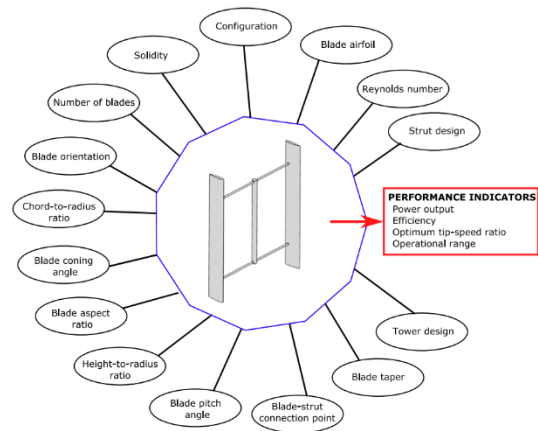 Configuration
Blade airfoil
Solidity
Reynolds number
Number of blades
Strut design
Blade orientation
PERFORMANCE INDICATORS
Power output
Efficiency
Optimum tip-speed ratio
Operational range
Chord-to-radius
ratio
Blade coning
angle
Blade aspect
ratio
Tower design
Height-to-radius
ratio
Blade taper
Blade pitch
angle
Blade-strut
connection point